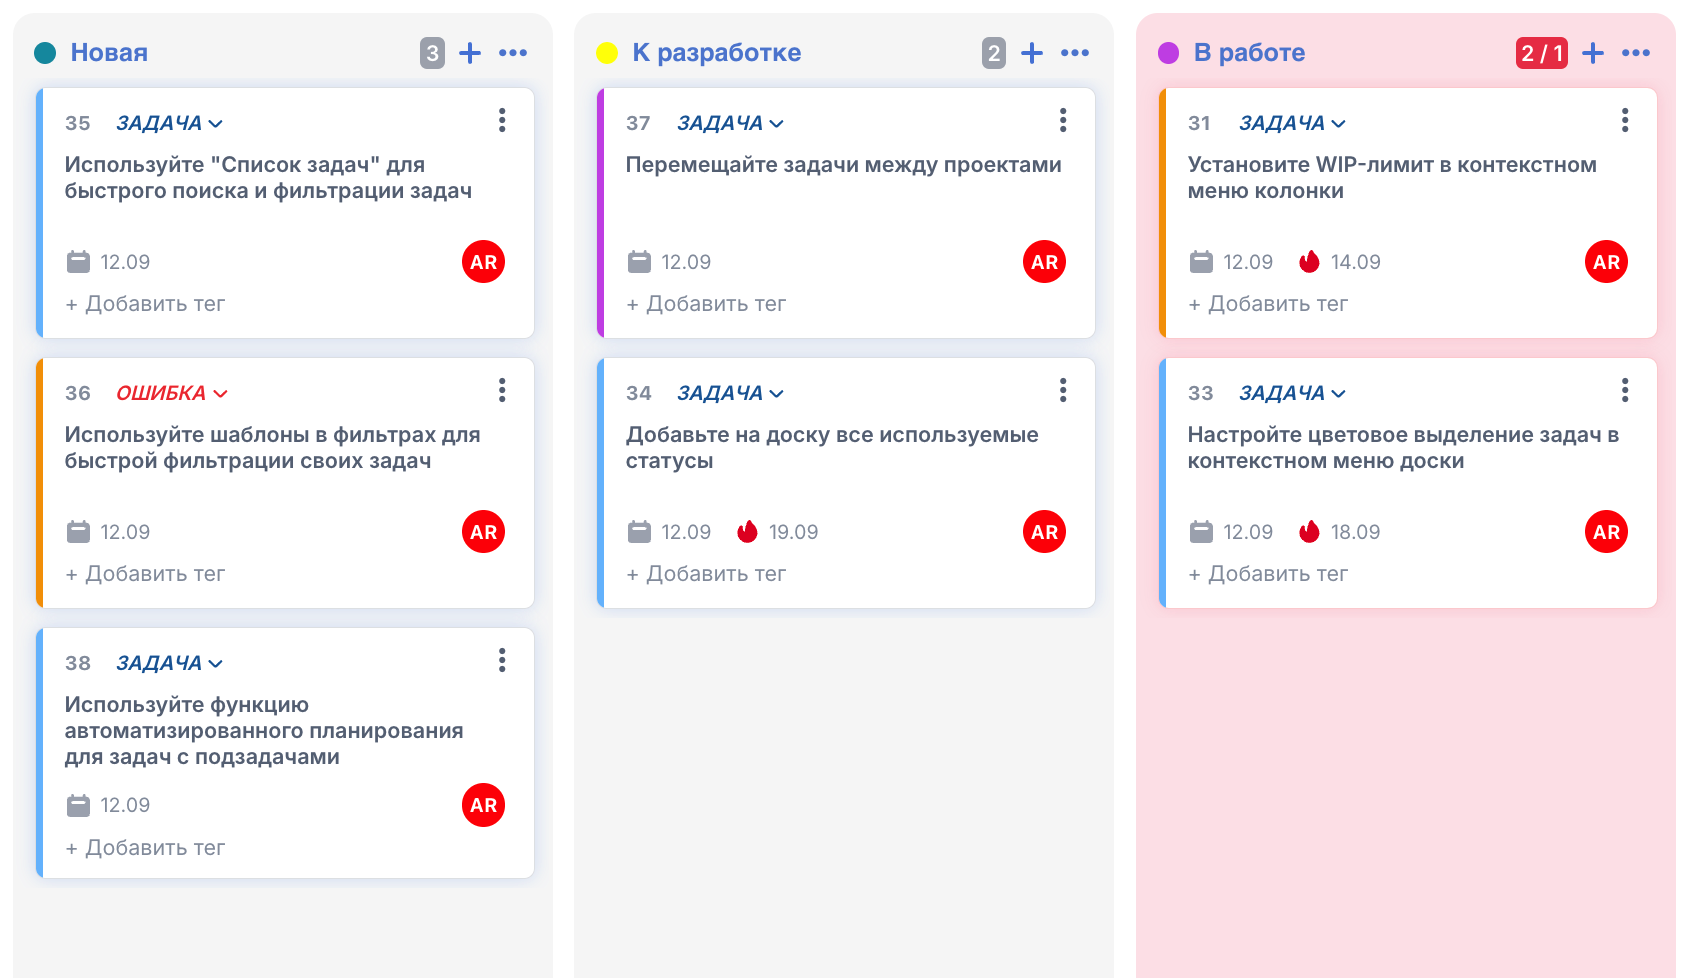 Новая
3
35 ЗАДАЧА
Используйте "Список задач" для
быстрого поиска и фильтрации задач
12.09
AR
+ Добавить тег
36 ОШИБКА
Используйте шаблоны в фильтрах для
быстрой фильтрации своих задач
12.09
AR
+ Добавить тег
38 ЗАДАЧА
Используйте функцию
автоматизированного планирования
для задач с подзадачами
12.09
AR
+ Добавить тег
К разработке
2
37 ЗАДАЧА
Перемещайте задачи между проектами
12.09
AR
+ Добавить тег
34 ЗАДАЧА
Добавьте на доску все используемые
статусы
12.09 19.09
AR
+ Добавить тег
В работе
2 / 1
31 ЗАДАЧА
Установите WIP-лимит в контекстном
меню колонки
12.09 14.09
AR
+ Добавить тег
33 ЗАДАЧА
Настройте цветовое выделение задач в
контекстном меню доски
12.09 18.09
AR
+ Добавить тег